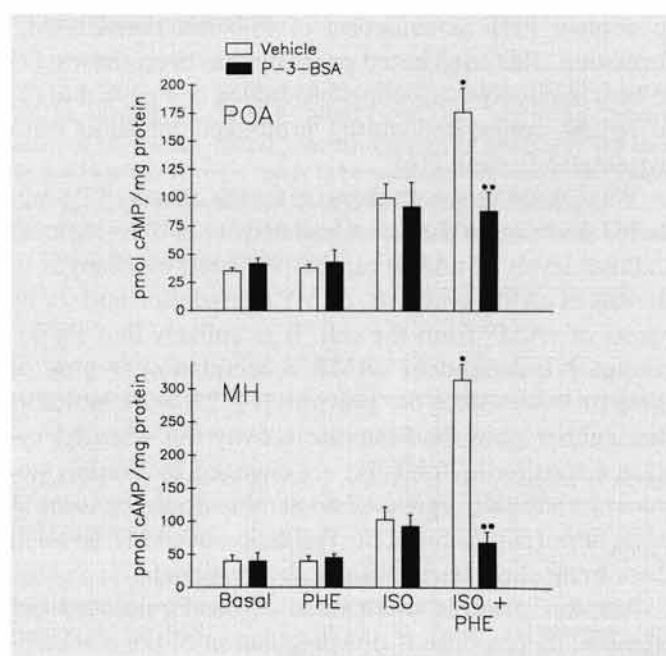 Vehicle
P-3-BSA
POA
pmol cAMP/mg protein
200
175
150
125
100
75
50
25
0
*
**
MH
pmol cAMP/mg protein
300
250
200
150
100
50
0
*
**
Basal
PHE
ISO
ISO +
PHE